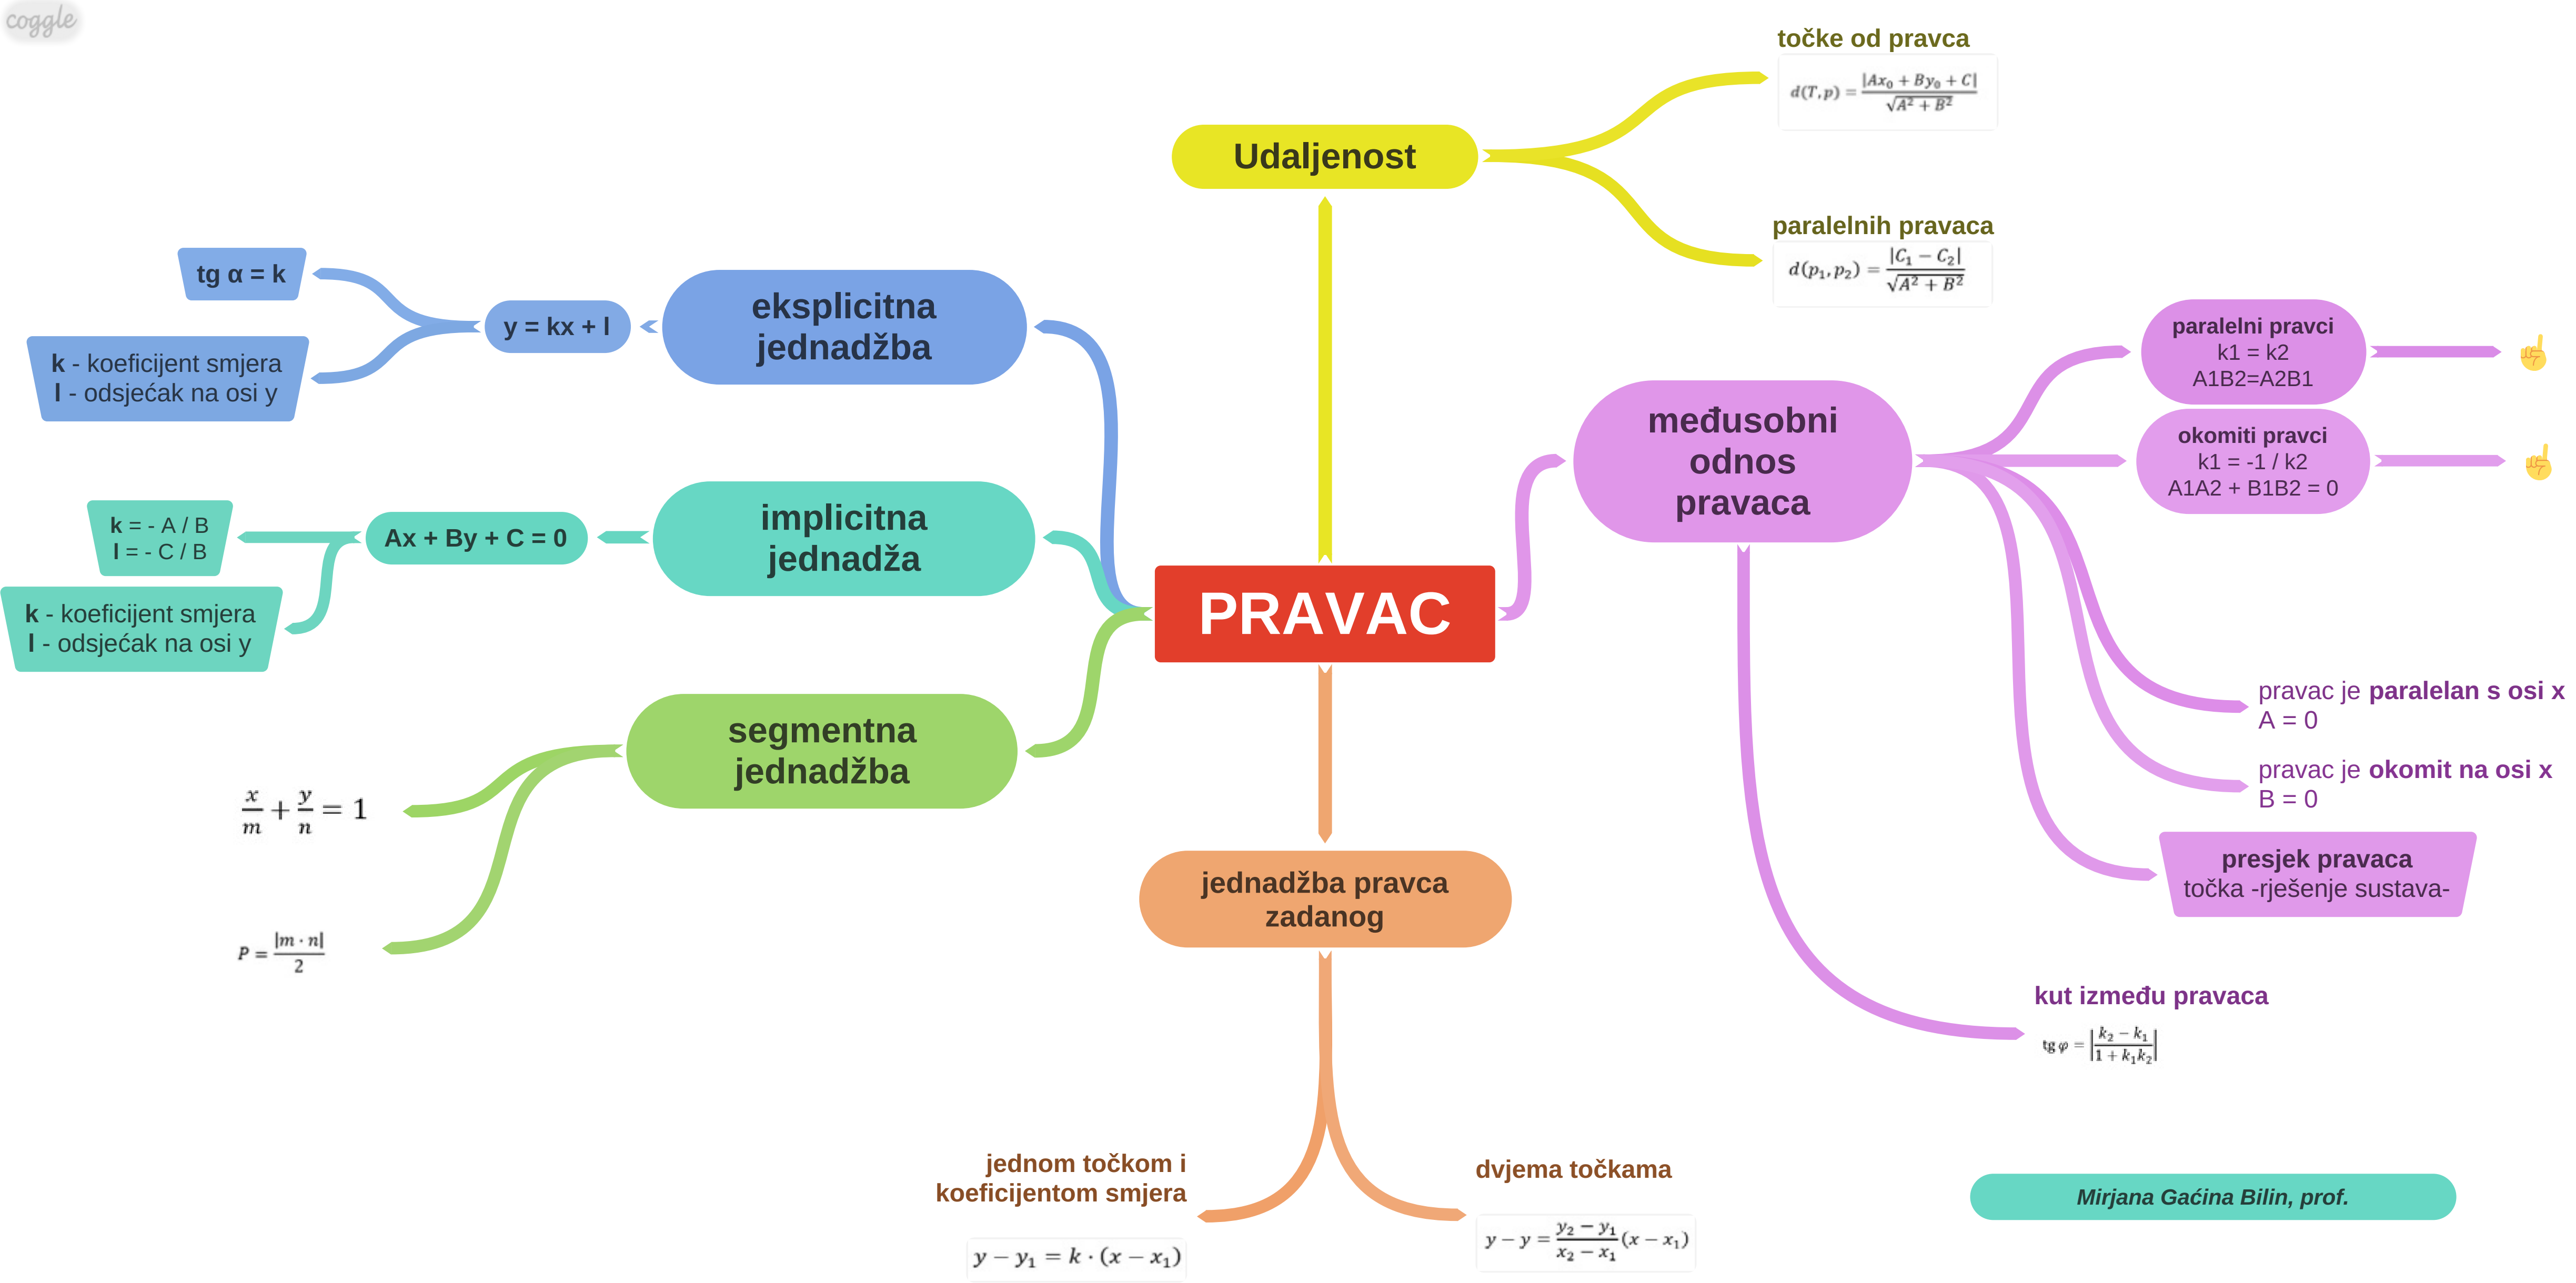 coggle
točke od pravca
d(T,p) = |Ax₀ + By₀ + C| / √(A² + B²)
Udaljenost
paralelnih pravaca
d(p₁,p₂) = |C₁ − C₂| / √(A² + B²)
tg α = k
y = kx + l
eksplicitna
jednadžba
k - koeficijent smjera
l - odsjećak na osi y
paralelni pravci
k1 = k2
A1B2=A2B1
međusobni
odnos
pravaca
okomiti pravci
k1 = -1 / k2
A1A2 + B1B2 = 0
k = - A / B
l = - C / B
Ax + By + C = 0
implicitna
jednadža
k - koeficijent smjera
l - odsjećak na osi y
PRAVAC
pravac je paralelan s osi x
A = 0
pravac je okomit na osi x
B = 0
segmentna
jednadžba
x/m + y/n = 1
P = |m · n| / 2
presjek pravaca
točka -rješenje sustava-
jednadžba pravca
zadanog
kut između pravaca
tg φ = |(k₂ − k₁) / (1 + k₁k₂)|
jednom točkom i
koeficijentom smjera
y − y₁ = k · (x − x₁)
dvjema točkama
y − y = (y₂ − y₁)/(x₂ − x₁) (x − x₁)
Mirjana Gaćina Bilin, prof.